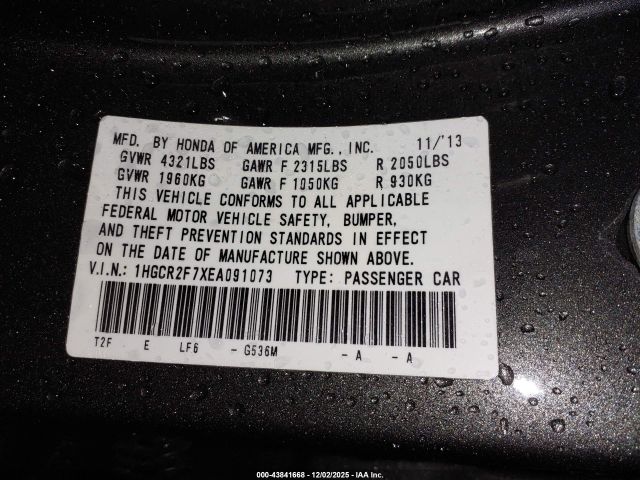 MFD. BY HONDA OF AMERICA MFG., INC. 11/'13
GVWR 4321LBS GAWR F 2315LBS R 2050LBS
GVWR 1960KG GAWR F 1050KG R 930KG
THIS VEHICLE CONFORMS TO ALL APPLICABLE
FEDERAL MOTOR VEHICLE SAFETY, BUMPER,
AND THEFT PREVENTION STANDARDS IN EFFECT
ON THE DATE OF MANUFACTURE SHOWN ABOVE.
V.I.N.: 1HGCR2F7XEA091073 TYPE: PASSENGER CAR
T2F E LF6 - G536M - A - A
000-43841668 - 12/02/2025 - IAA Inc.